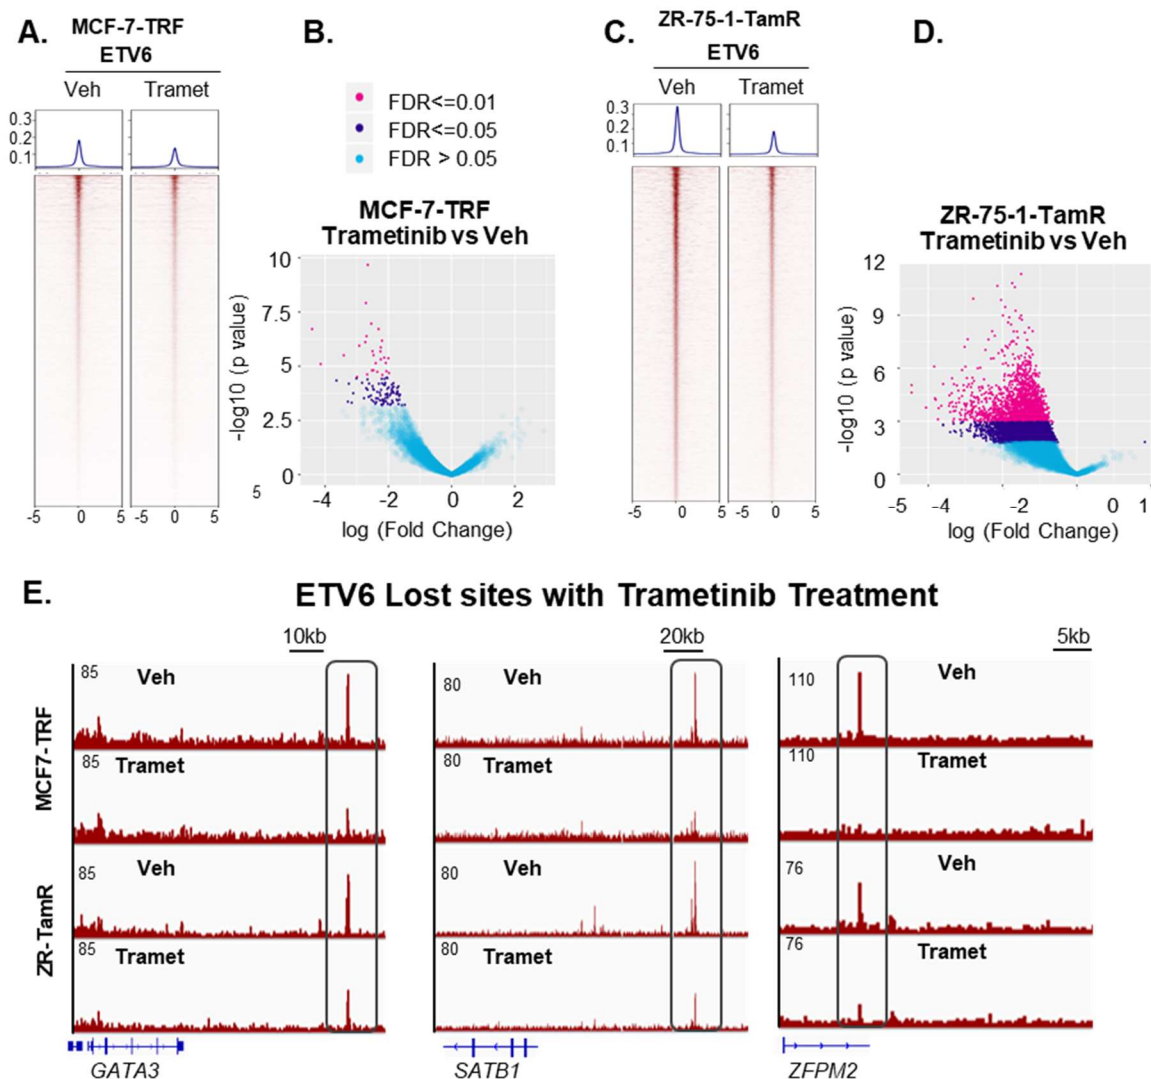 A.
MCF-7-TRF
ETV6
Veh Tramet
0.3
0.2
0.1
-5 0 5 -5 0 5
B.
FDR<=0.01
FDR<=0.05
FDR > 0.05
MCF-7-TRF
Trametinib vs Veh
-log10 (p value)
10
7.5
5
2.5
0
5
-4 -2 0 2
log (Fold Change)
C.
ZR-75-1-TamR
ETV6
Veh Tramet
0.3
0.2
0.1
-5 0 5 -5 0 5
D.
ZR-75-1-TamR
Trametinib vs Veh
-log10 (p value)
12
9
6
3
0
-5 -4 -2 0 1
log (Fold Change)
E.
ETV6 Lost sites with Trametinib Treatment
10kb 20kb 5kb
MCF7-TRF
85 Veh 80 Veh 110 Veh
85 Tramet 80 Tramet 110 Tramet
ZR-TamR
85 Veh 80 Veh 76 Veh
85 Tramet 80 Tramet 76 Tramet
GATA3 SATB1 ZFPM2